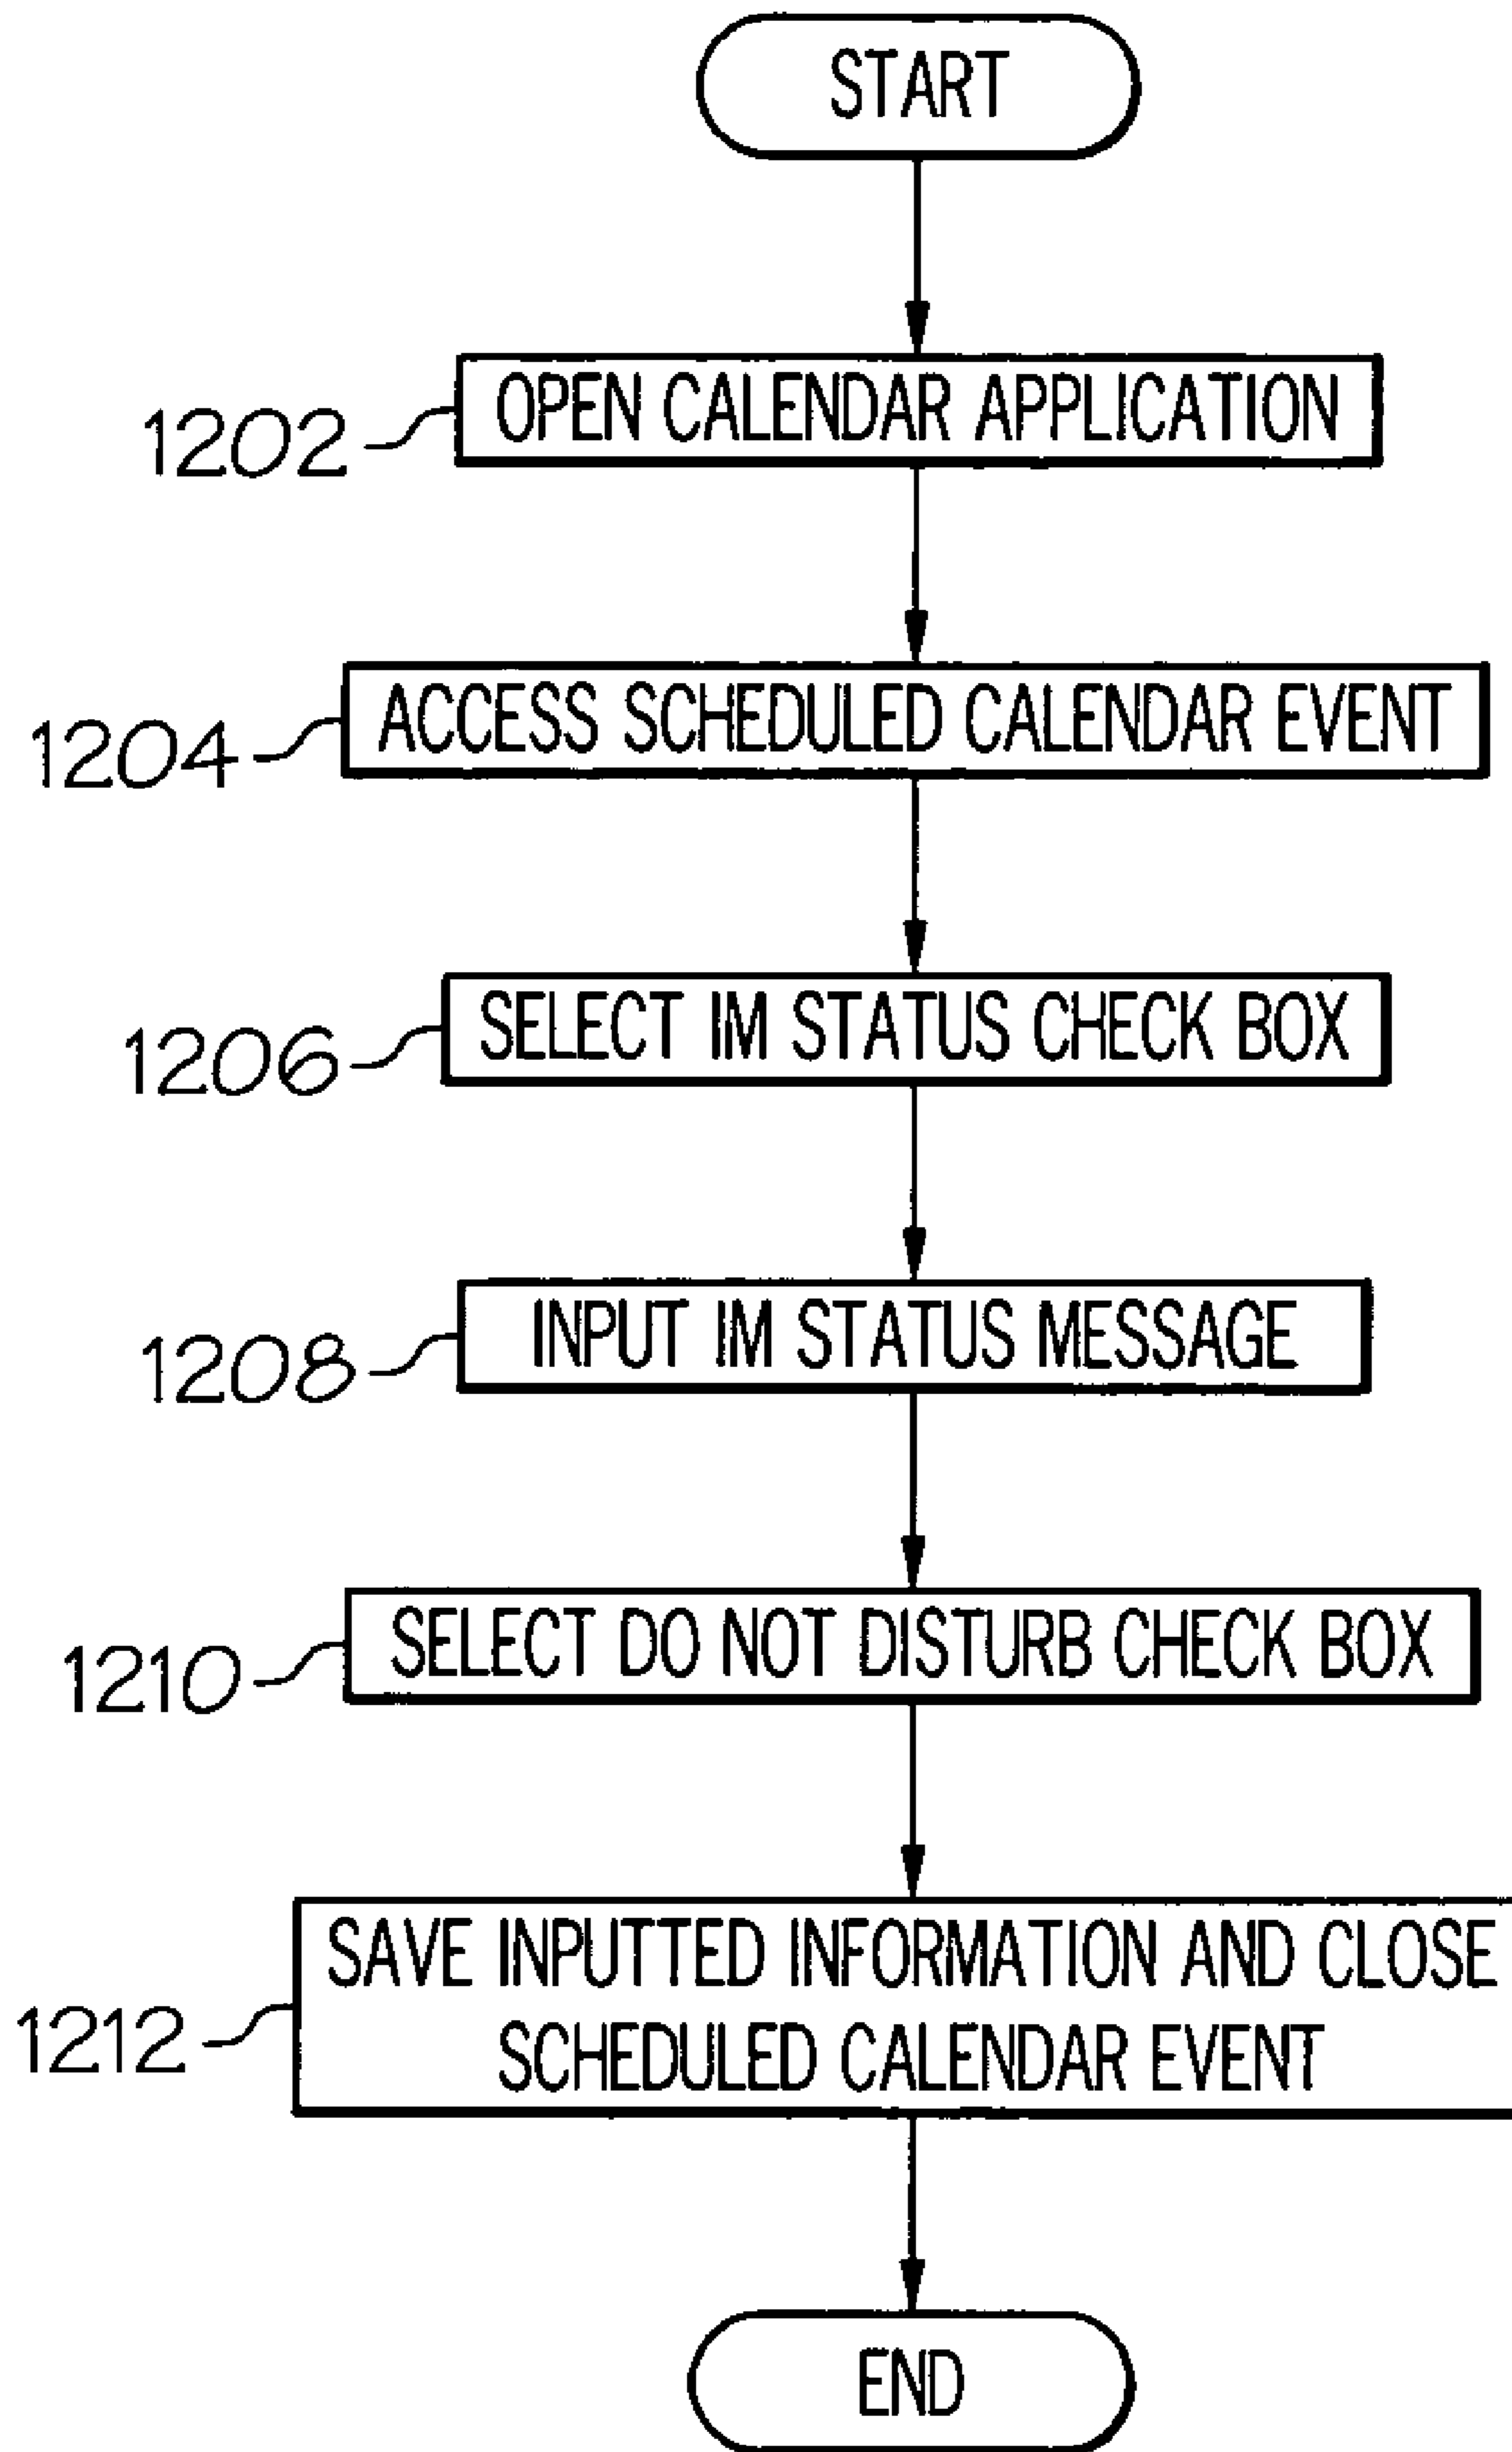 START
1202
OPEN CALENDAR APPLICATION
1204
ACCESS SCHEDULED CALENDAR EVENT
1206
SELECT IM STATUS CHECK BOX
1208
INPUT IM STATUS MESSAGE
1210
SELECT DO NOT DISTURB CHECK BOX
1212
SAVE INPUTTED INFORMATION AND CLOSE
SCHEDULED CALENDAR EVENT
END